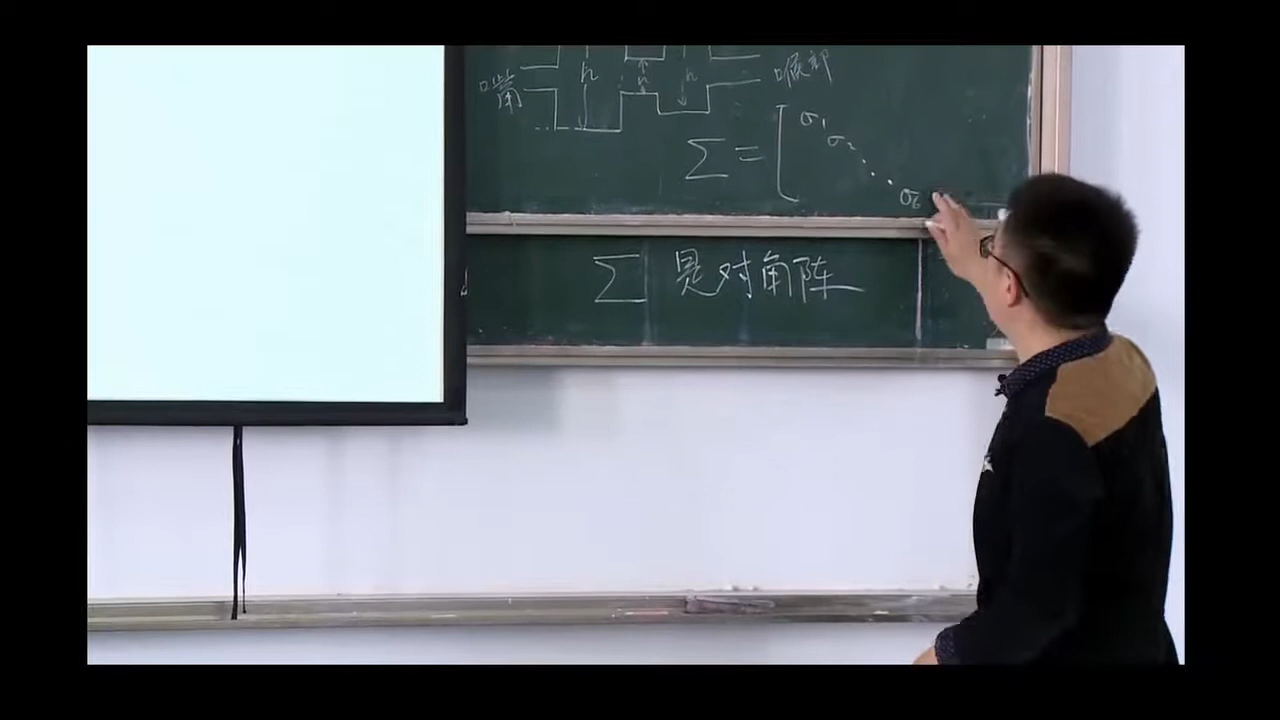 嘴 h h h 喉部
Σ = [ σ₁
σ₂
⋱
σ₆
Σ 是对角阵